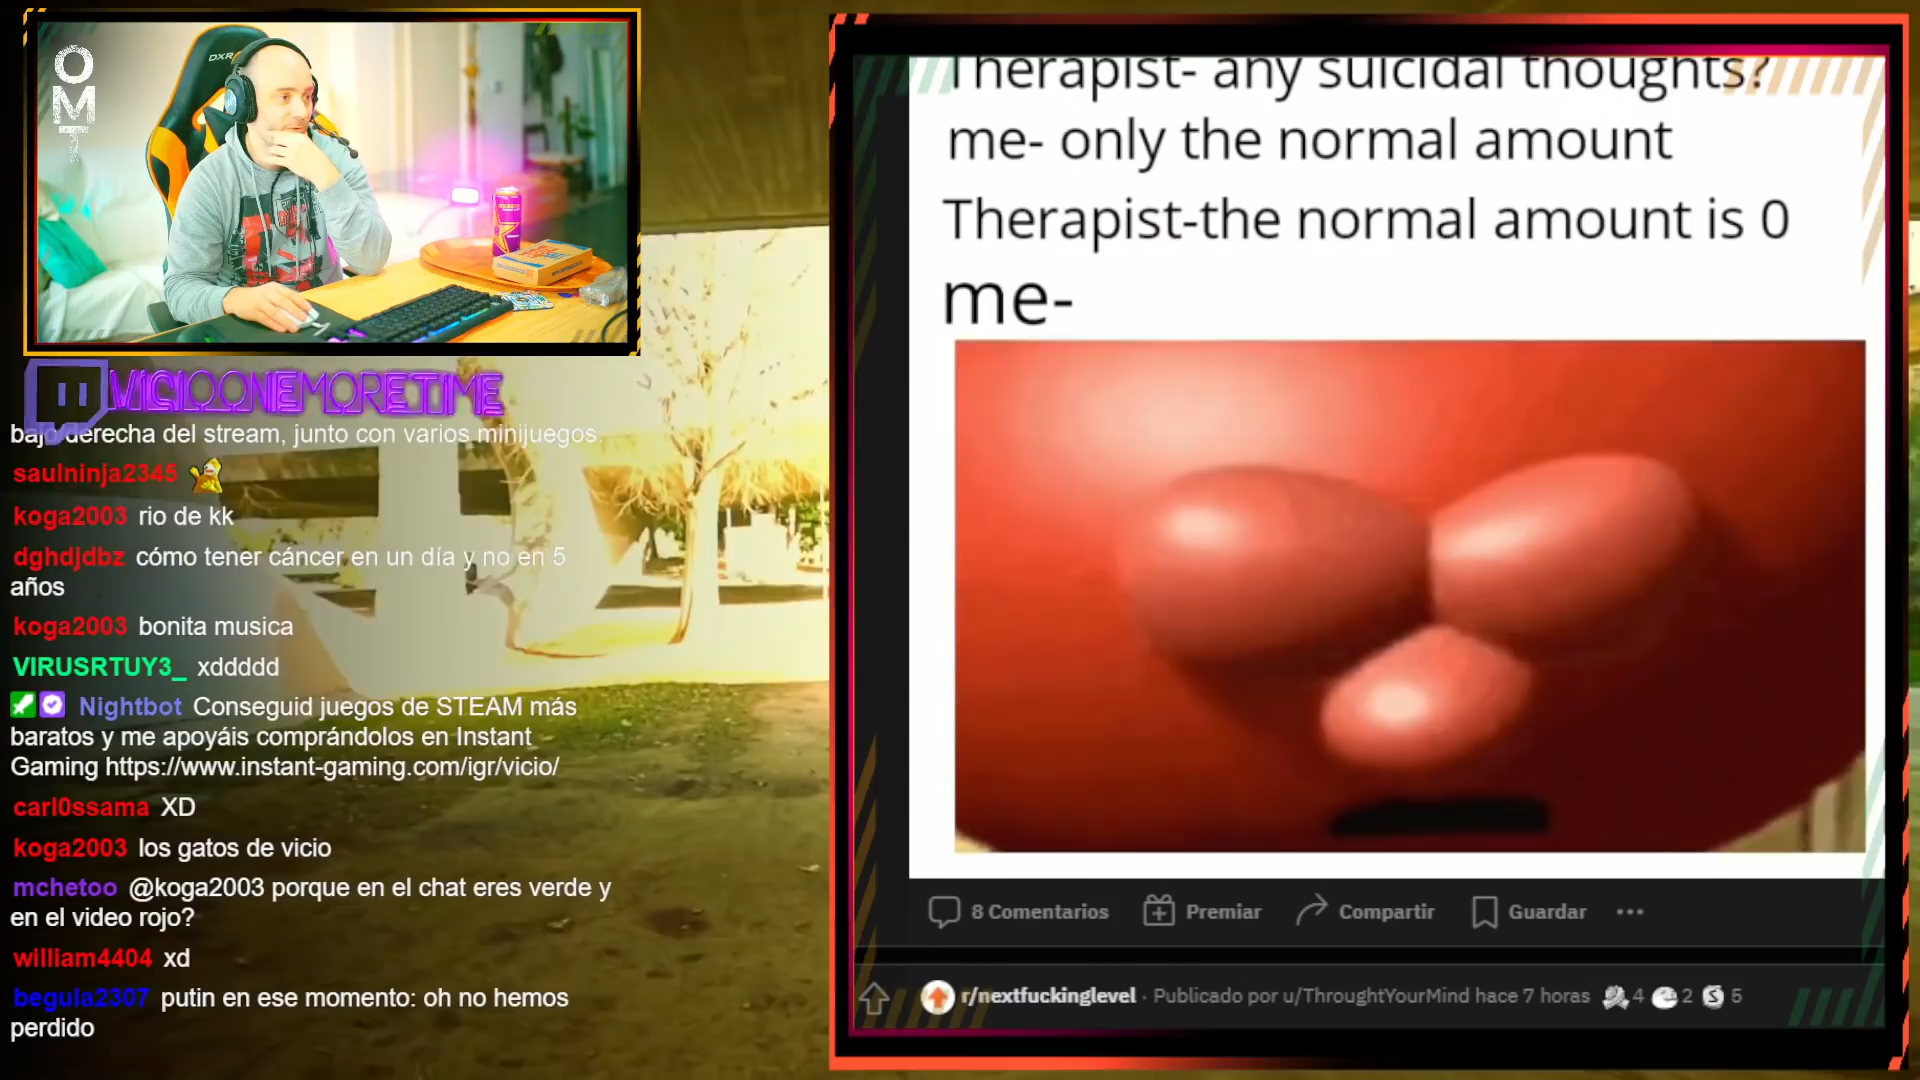 OMT
DXR
VICIOONEMORETIME
bajo derecha del stream, junto con varios minijuegos.
saulninja2345
koga2003 rio de kk
dghdjdbz cómo tener cáncer en un día y no en 5
años
koga2003 bonita musica
VIRUSRTUY3_ xddddd
Nightbot Conseguid juegos de STEAM más
baratos y me apoyáis comprándolos en Instant
Gaming https://www.instant-gaming.com/igr/vicio/
carl0ssama XD
koga2003 los gatos de vicio
mchetoo @koga2003 porque en el chat eres verde y
en el video rojo?
william4404 xd
begula2307 putin en ese momento: oh no hemos
perdido
Therapist- any suicidal thoughts?
me- only the normal amount
Therapist-the normal amount is 0
me-
8 Comentarios Premiar Compartir Guardar ...
r/nextfuckinglevel · Publicado por u/ThroughtYourMind hace 7 horas 4 2 5